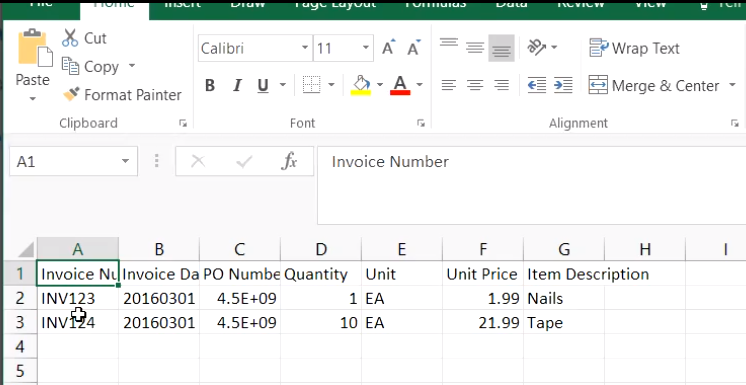 File Home Insert Draw Page Layout Formulas Data Review View Tell
Cut
Copy
Paste
Format Painter
Calibri 11 A A
B I U A
Wrap Text
Merge & Center
Clipboard Font Alignment
A1 fx Invoice Number
A B C D E F G H I
1 Invoice Nu Invoice Da PO Numbe Quantity Unit Unit Price Item Description
2 INV123 20160301 4.5E+09 1 EA 1.99 Nails
3 INV124 20160301 4.5E+09 10 EA 21.99 Tape
4
5